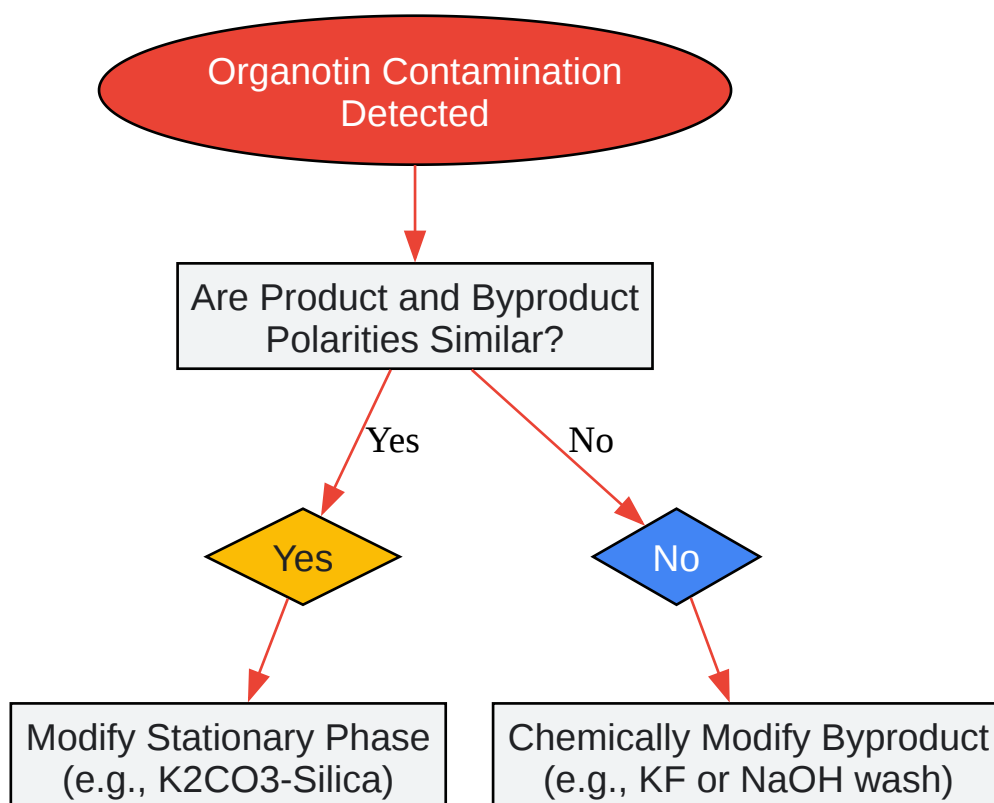 Organotin Contamination
Detected
Are Product and Byproduct
Polarities Similar?
Yes
No
Yes
No
Modify Stationary Phase
(e.g., K2CO3-Silica)
Chemically Modify Byproduct
(e.g., KF or NaOH wash)